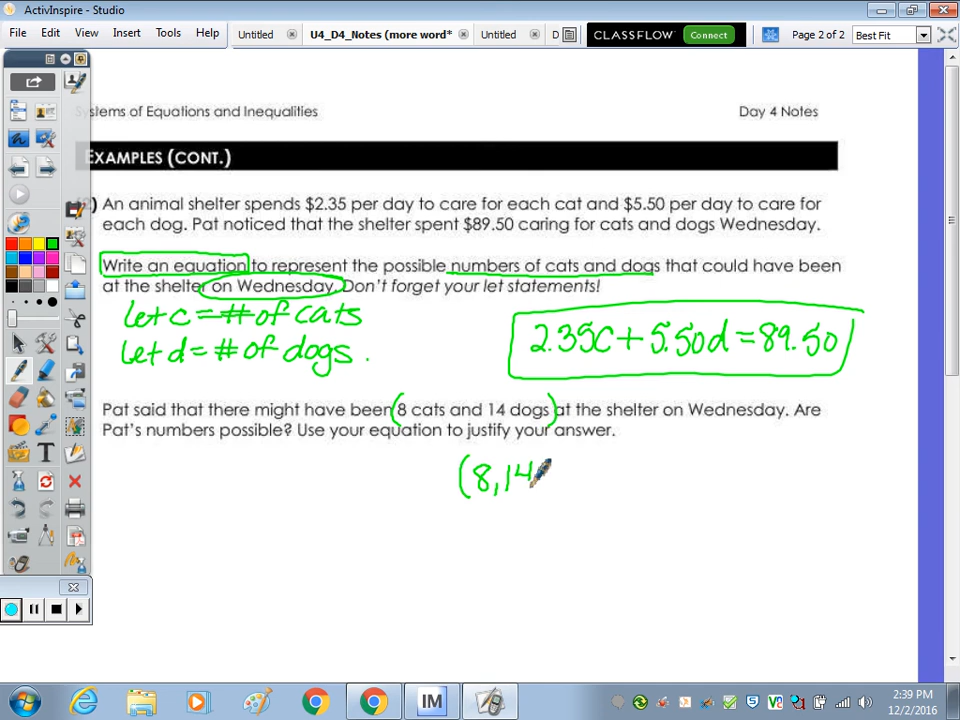 ActivInspire - Studio
File Edit View Insert Tools Help Untitled U4_D4_Notes (more word* Untitled D CLASSFLOW Connect Page 2 of 2 Best Fit
stems of Equations and Inequalities Day 4 Notes
EXAMPLES (CONT.)
2) An animal shelter spends $2.35 per day to care for each cat and $5.50 per day to care for
each dog. Pat noticed that the shelter spent $89.50 caring for cats and dogs Wednesday.
Write an equation to represent the possible numbers of cats and dogs that could have been
at the shelter on Wednesday. Don't forget your let statements!
let c = # of cats
let d = # of dogs.
2.35c + 5.50d = 89.50
Pat said that there might have been (8 cats and 14 dogs) at the shelter on Wednesday. Are
Pat's numbers possible? Use your equation to justify your answer.
(8,14
IM
2:39 PM
12/2/2016